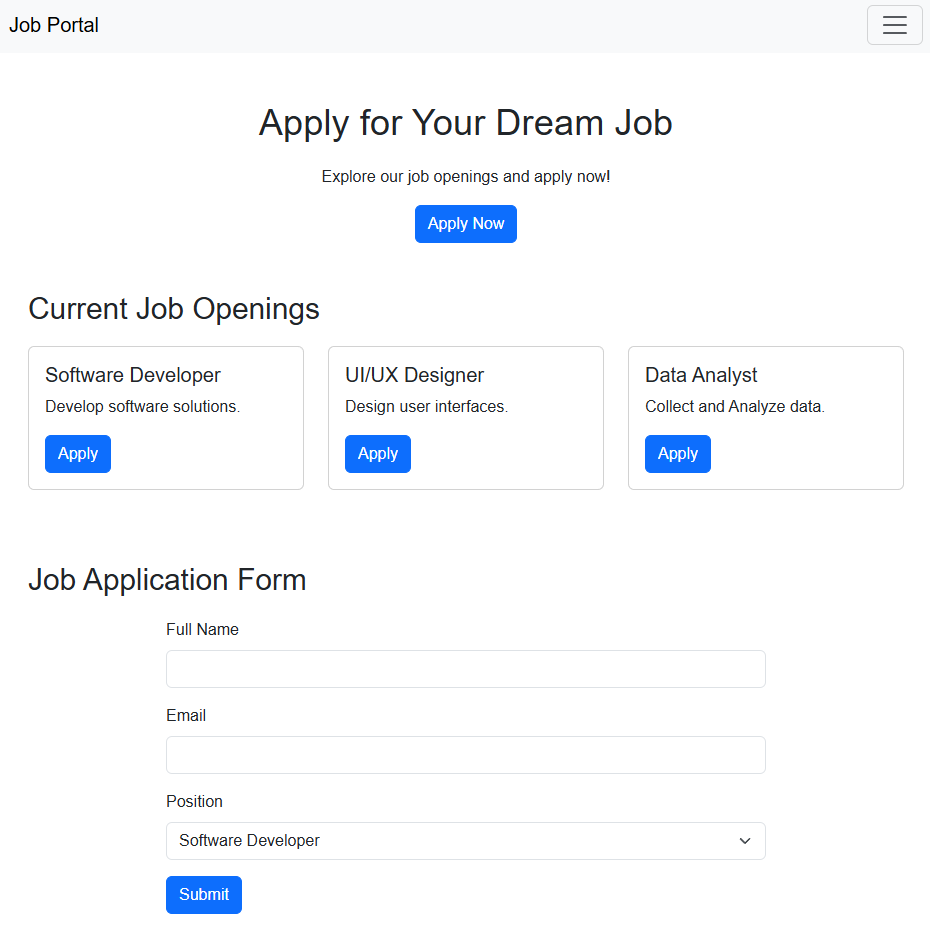 Job Portal
Apply for Your Dream Job
Explore our job openings and apply now!
Apply Now
Current Job Openings
Software Developer
Develop software solutions.
Apply
UI/UX Designer
Design user interfaces.
Apply
Data Analyst
Collect and Analyze data.
Apply
Job Application Form
Full Name
Email
Position
Software Developer
Submit